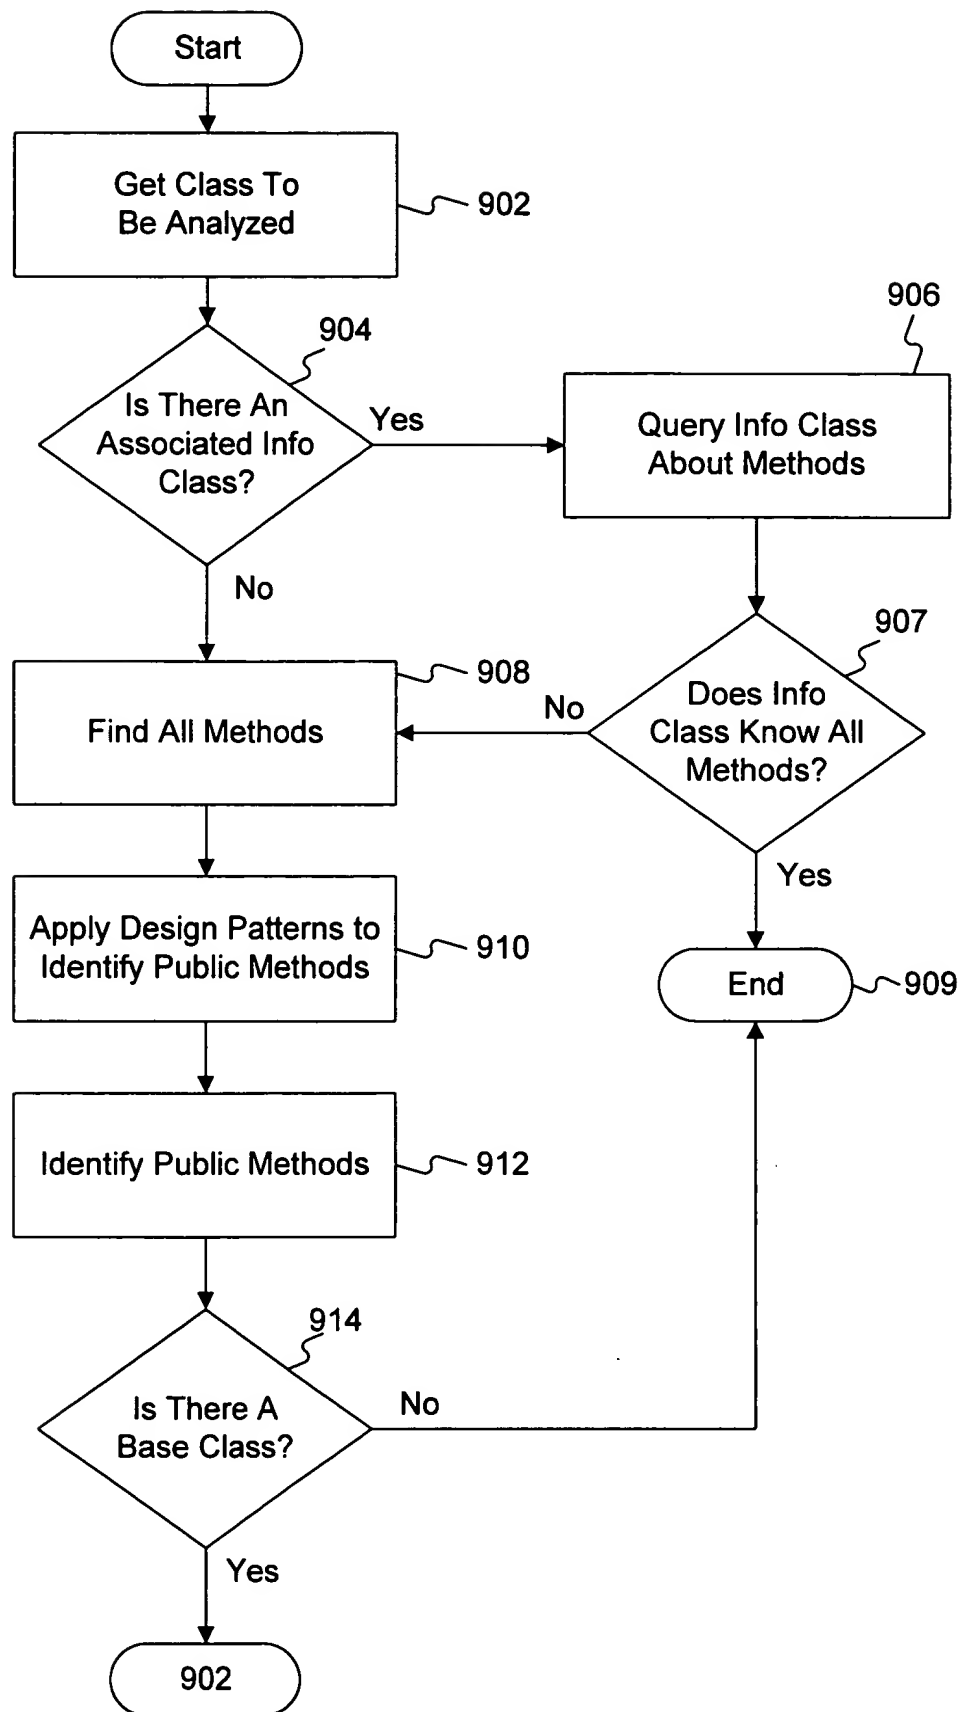 Start
Get Class To
Be Analyzed
902
904
Is There An
Associated Info
Class?
Yes
906
Query Info Class
About Methods
No
907
Does Info
Class Know All
Methods?
No
908
Find All Methods
Yes
Apply Design Patterns to
Identify Public Methods
910
End
909
Identify Public Methods
912
914
Is There A
Base Class?
No
Yes
902